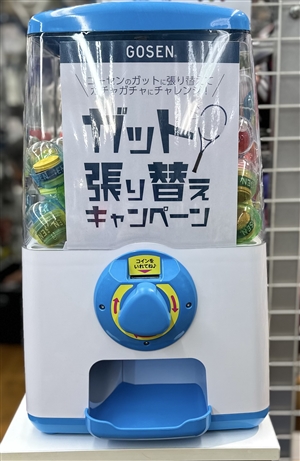 GOSEN
ゴーセンのガットに張り替えて
ガチャガチャにチャレンジ!
ガット
張り替え
キャンペーン
コインを
いれてね♪